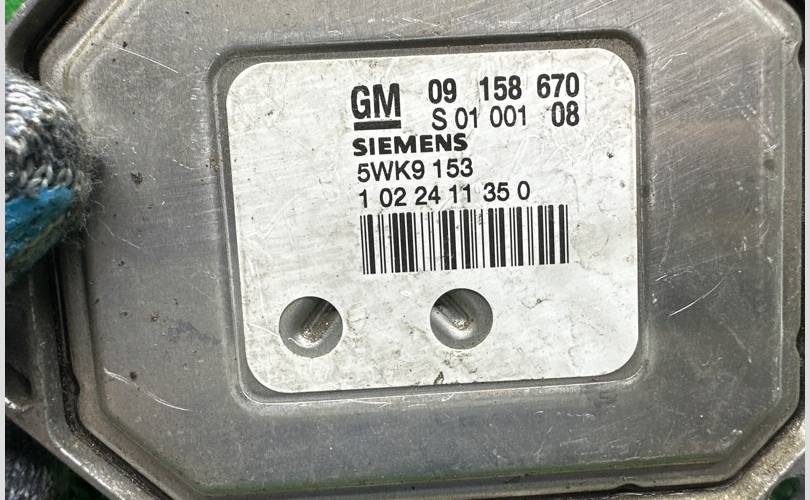 GM 09 158 670
S 01 001 08
SIEMENS
5WK9 153
1 02 24 11 35 0